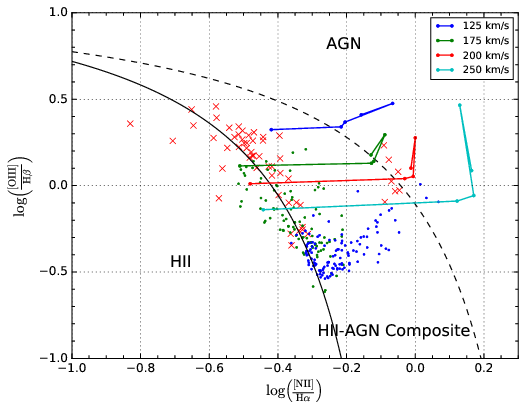 AGN
125 km/s
175 km/s
200 km/s
250 km/s
HII
HII-AGN Composite
1.0
0.5
0.0
−0.5
−1.0
−1.0 −0.8 −0.6 −0.4 −0.2 0.0 0.2
log([OIII]/Hβ)
log([NII]/Hα)